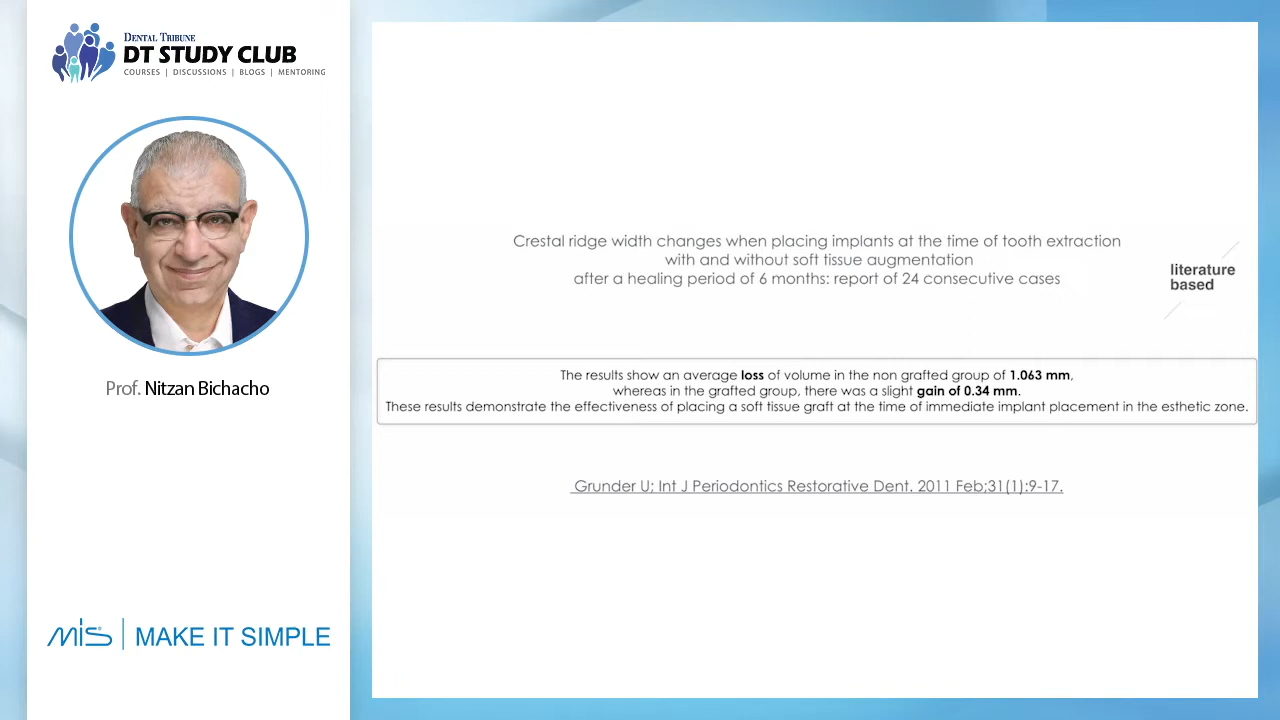 DENTAL TRIBUNE
DT STUDY CLUB
COURSES | DISCUSSIONS | BLOGS | MENTORING
Prof. Nitzan Bichacho
mis® | MAKE IT SIMPLE
Crestal ridge width changes when placing implants at the time of tooth extraction
with and without soft tissue augmentation
after a healing period of 6 months: report of 24 consecutive cases
literature
based
The results show an average loss of volume in the non grafted group of 1.063 mm,
whereas in the grafted group, there was a slight gain of 0.34 mm.
These results demonstrate the effectiveness of placing a soft tissue graft at the time of immediate implant placement in the esthetic zone.
Grunder U; Int J Periodontics Restorative Dent. 2011 Feb;31(1):9-17.